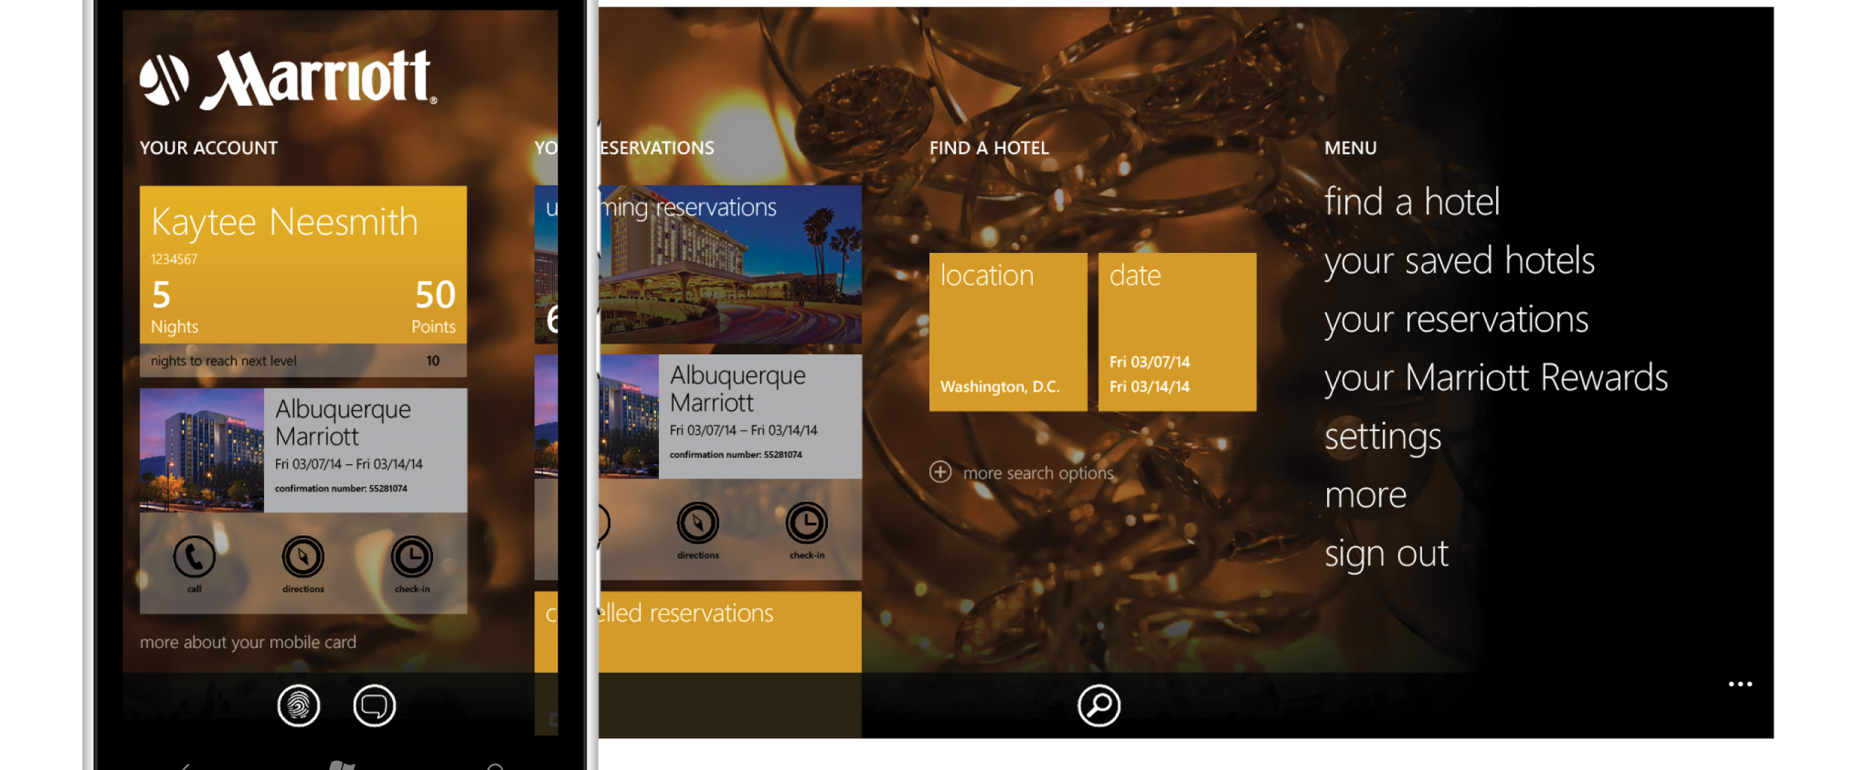 Marriott®
YOUR ACCOUNT
Kaytee Neesmith
1234567
5
50
Nights
Points
nights to reach next level 10
Albuquerque
Marriott
Fri 03/07/14 – Fri 03/14/14
confirmation number: 55281074
call
directions
check-in
more about your mobile card
YO ESERVATIONS
u ming reservations
6
Albuquerque
Marriott
Fri 03/07/14 – Fri 03/14/14
confirmation number: 55281074
directions
check-in
c elled reservations
FIND A HOTEL
location
Washington, D.C.
date
Fri 03/07/14
Fri 03/14/14
more search options
MENU
find a hotel
your saved hotels
your reservations
your Marriott Rewards
settings
more
sign out